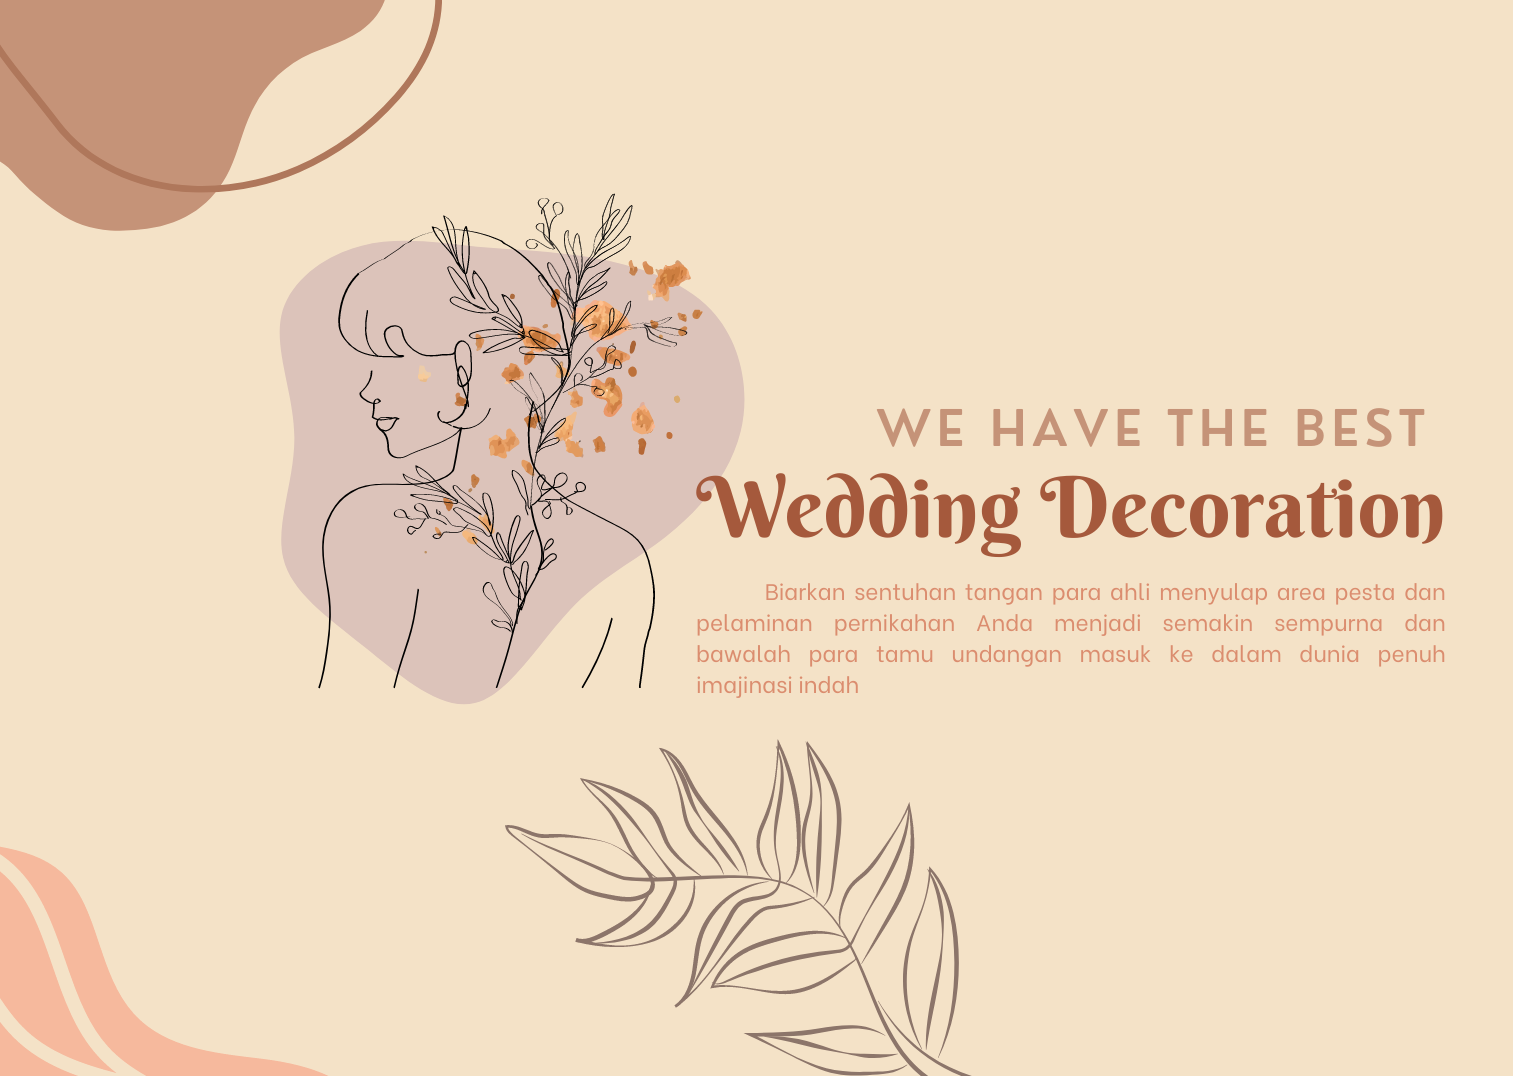 WE HAVE THE BEST
Wedding Decoration
Biarkan sentuhan tangan para ahli menyulap area pesta dan
pelaminan pernikahan Anda menjadi semakin sempurna dan
bawalah para tamu undangan masuk ke dalam dunia penuh
imajinasi indah